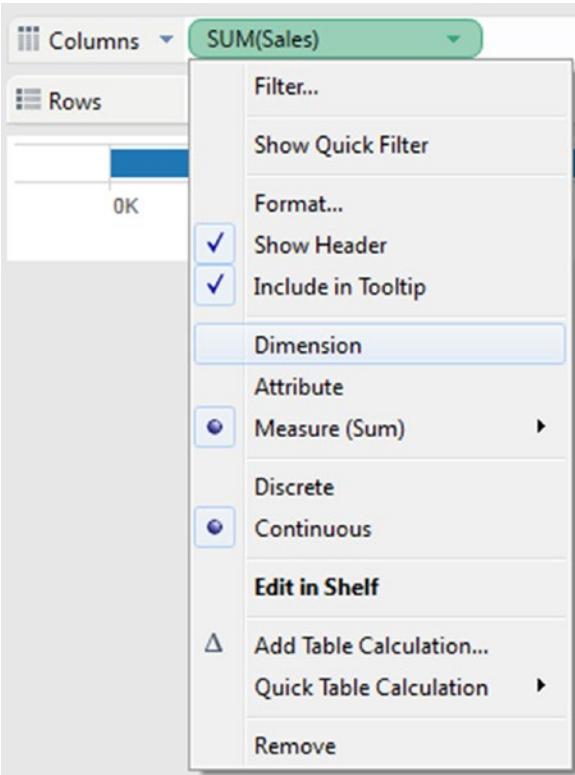 Columns SUM(Sales)
Rows
0K
Filter...
Show Quick Filter
Format...
Show Header
Include in Tooltip
Dimension
Attribute
Measure (Sum)
Discrete
Continuous
Edit in Shelf
Δ Add Table Calculation...
Quick Table Calculation
Remove